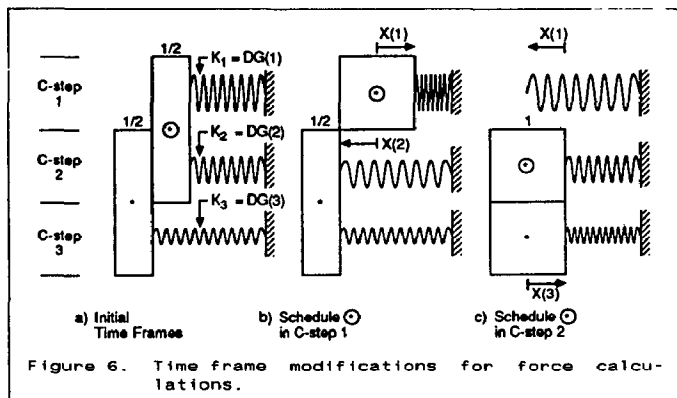 1/2
K1 = DG(1)
C-step
1
1/2
K2 = DG(2)
C-step
2
K3 = DG(3)
C-step
3
a) Initial
Time Frames
X(1)
1/2
X(2)
b) Schedule ⊙
in C-step 1
X(1)
1
X(3)
c) Schedule ⊙
in C-step 2
Figure 6. Time frame modifications for force calcu-
lations.